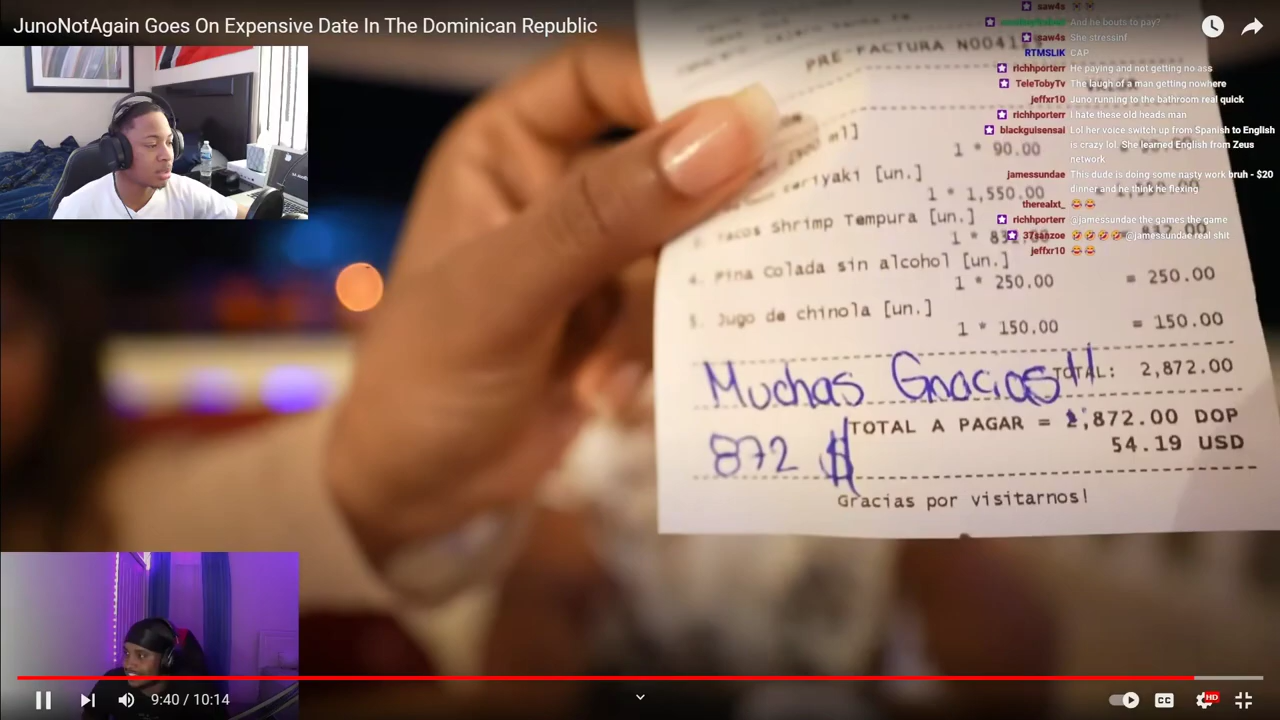 JunoNotAgain Goes On Expensive Date In The Dominican Republic
saw4s
And he bouts to pay?
saw4s She stressinf
RTMSLIK CAP
richhporterr He paying and not getting no ass
TeleTobyTv The laugh of a man getting nowhere
jeffxr10 Juno running to the bathroom real quick
richhporterr I hate these old heads man
blackguisensai Lol her voice switch up from Spanish to English
is crazy lol. She learned English from Zeus
network
jamessundae This dude is doing some nasty work bruh - $20
dinner and he think he flexing
therealxt_
richhporterr @jamessundae the games the game
37sanzoe @jamessundae real shit
jeffxr10
PRE-FACTURA
ml]
1 * 90.00
[un.]
1 * 1,550.00
Tacos Shrimp Tempura [un.]
4. Pina Colada sin alcohol [un.]
1 * 250.00 = 250.00
5. Jugo de chinola [un.]
1 * 150.00 = 150.00
TOTAL: 2,872.00
Muchas Gracias!!
TOTAL A PAGAR = 2,872.00 DOP
872 $
54.19 USD
Gracias por visitarnos!
9:40 / 10:14
CC
HD